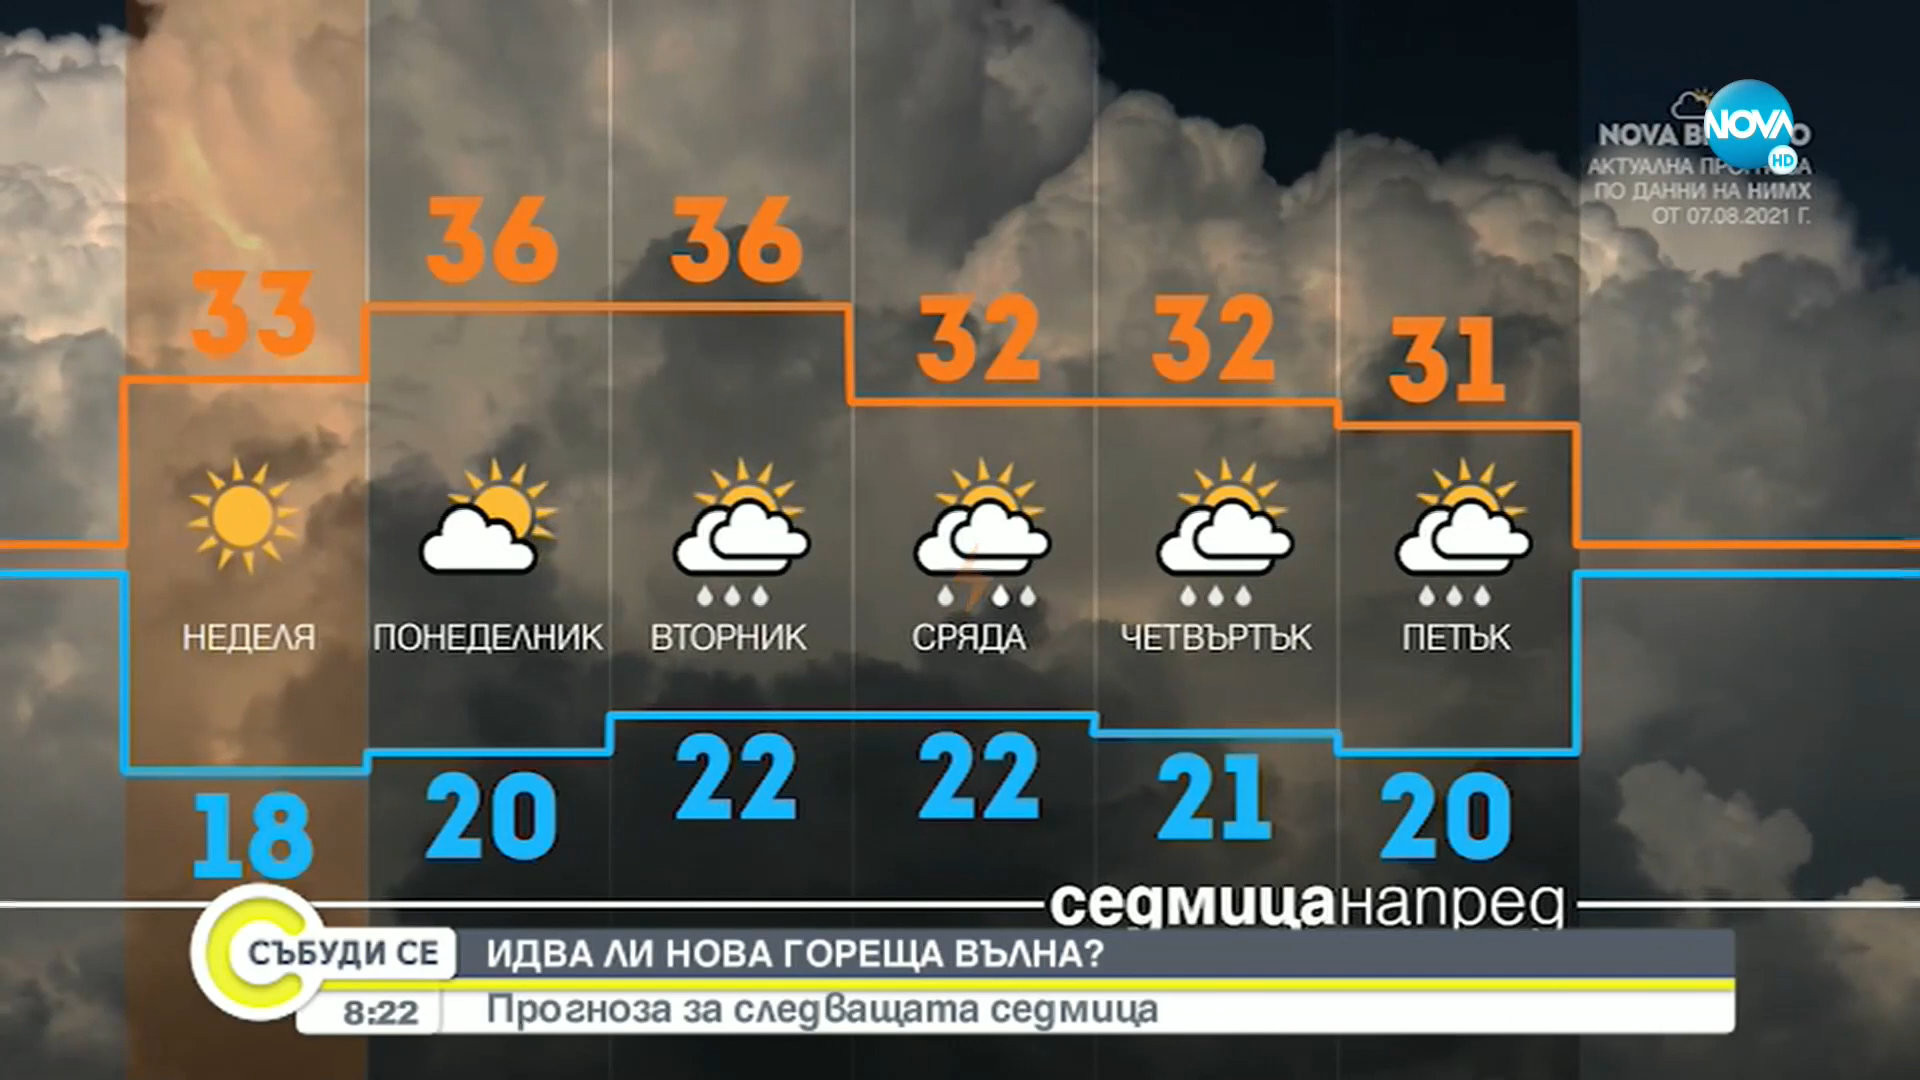 NOVA
HD
NOVA
АКТУАЛНА
ПО ДАННИ НА НИМХ
ОТ 07.08.2021 Г.
33 36 36 32 32 31
НЕДЕЛЯ ПОНЕДЕЛНИК ВТОРНИК СРЯДА ЧЕТВЪРТЪК ПЕТЪК
18 20 22 22 21 20
седмицанапред
СЪБУДИ СЕ ИДВА ЛИ НОВА ГОРЕЩА ВЪЛНА?
8:22 Прогноза за следващата седмица